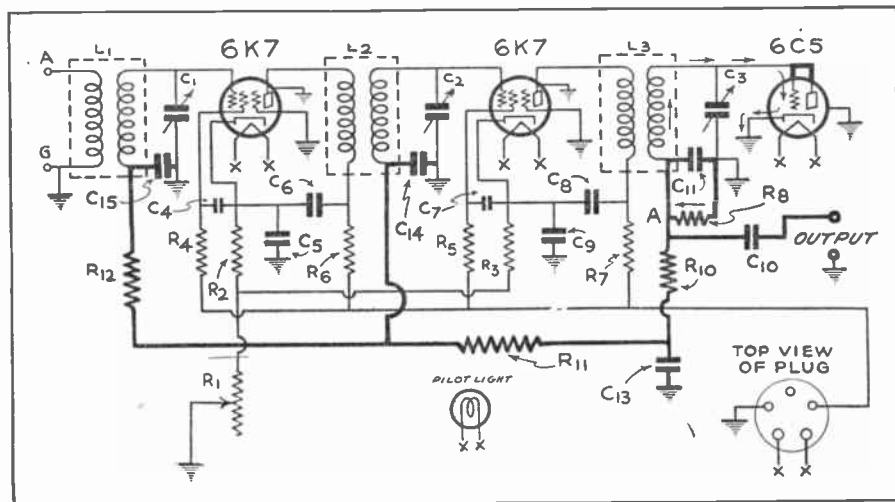 L1 6K7 L2 6K7 L3 6C5
A C1 C2 C3
G C15 C4 C6 C14 C7 C8 C11 R8
A
R12 R4 R2 C5 R6 R5 R3 C9 R7 R10 C10 OUTPUT
X X X X X X
R1 R11 C13
PILOT LIGHT
X X
TOP VIEW
OF PLUG
X X